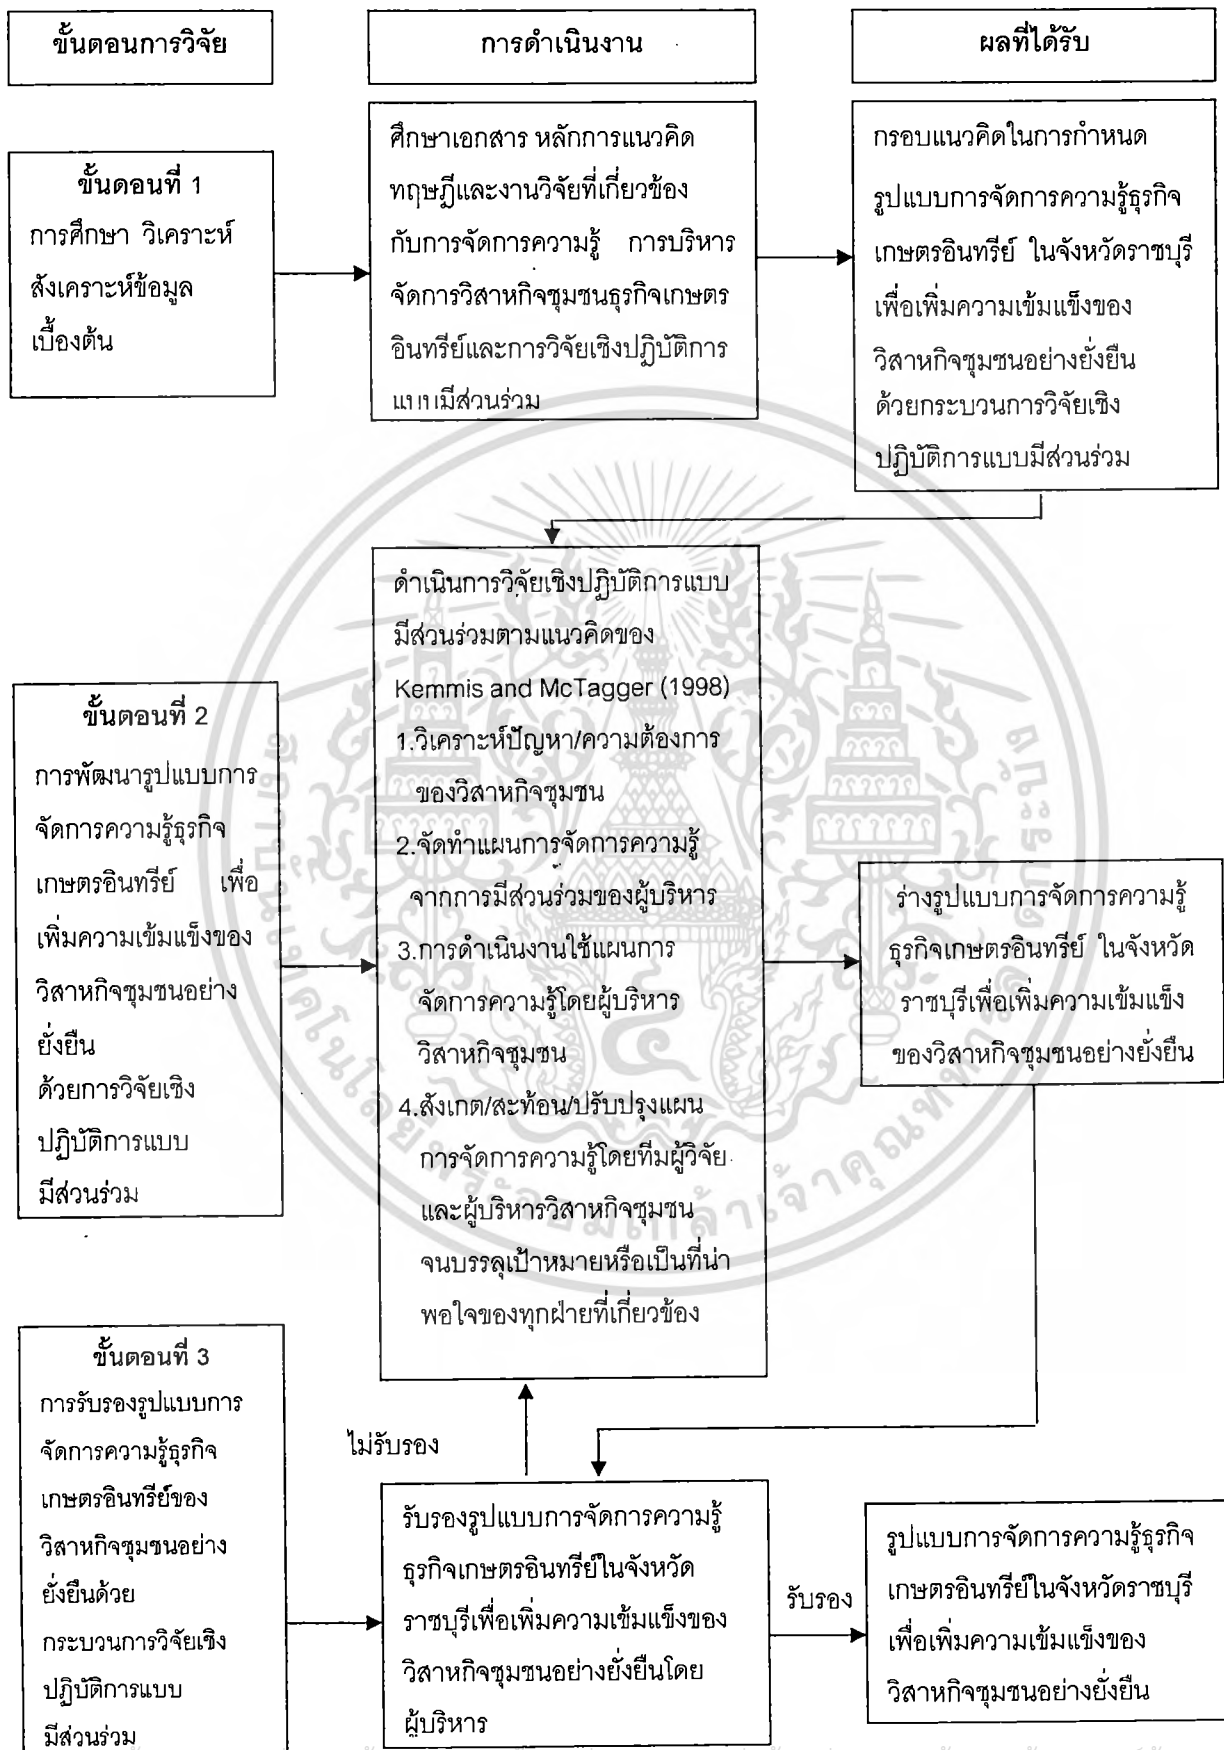 ขั้นตอนการวิจัย
การดำเนินงาน
ผลที่ได้รับ
ขั้นตอนที่ 1
การศึกษา วิเคราะห์
สังเคราะห์ข้อมูล
เบื้องต้น
ศึกษาเอกสาร หลักการแนวคิด
ทฤษฎีและงานวิจัยที่เกี่ยวข้อง
กับการจัดการความรู้ การบริหาร
จัดการวิสาหกิจชุมชนธุรกิจเกษตร
อินทรีย์และการวิจัยเชิงปฏิบัติการ
แบบมีส่วนร่วม
กรอบแนวคิดในการกำหนด
รูปแบบการจัดการความรู้ธุรกิจ
เกษตรอินทรีย์ ในจังหวัดราชบุรี
เพื่อเพิ่มความเข้มแข็งของ
วิสาหกิจชุมชนอย่างยั่งยืน
ด้วยกระบวนการวิจัยเชิง
ปฏิบัติการแบบมีส่วนร่วม
ขั้นตอนที่ 2
การพัฒนารูปแบบการ
จัดการความรู้ธุรกิจ
เกษตรอินทรีย์ เพื่อ
เพิ่มความเข้มแข็งของ
วิสาหกิจชุมชนอย่าง
ยั่งยืน
ด้วยการวิจัยเชิง
ปฏิบัติการแบบ
มีส่วนร่วม
ดำเนินการวิจัยเชิงปฏิบัติการแบบ
มีส่วนร่วมตามแนวคิดของ
Kemmis and McTagger (1998)
1.วิเคราะห์ปัญหา/ความต้องการ
ของวิสาหกิจชุมชน
2.จัดทำแผนการจัดการความรู้
จากการมีส่วนร่วมของผู้บริหาร
3.การดำเนินงานใช้แผนการ
จัดการความรู้โดยผู้บริหาร
วิสาหกิจชุมชน
4.สังเกต/สะท้อน/ปรับปรุงแผน
การจัดการความรู้โดยทีมผู้วิจัย
และผู้บริหารวิสาหกิจชุมชน
จนบรรลุเป้าหมายหรือเป็นที่น่า
พอใจของทุกฝ่ายที่เกี่ยวข้อง
ร่างรูปแบบการจัดการความรู้
ธุรกิจเกษตรอินทรีย์ ในจังหวัด
ราชบุรีเพื่อเพิ่มความเข้มแข็ง
ของวิสาหกิจชุมชนอย่างยั่งยืน
ขั้นตอนที่ 3
การรับรองรูปแบบการ
จัดการความรู้ธุรกิจ
เกษตรอินทรีย์ของ
วิสาหกิจชุมชนอย่าง
ยั่งยืนด้วย
กระบวนการวิจัยเชิง
ปฏิบัติการแบบ
มีส่วนร่วม
ไม่รับรอง
รับรองรูปแบบการจัดการความรู้
ธุรกิจเกษตรอินทรีย์ในจังหวัด
ราชบุรีเพื่อเพิ่มความเข้มแข็งของ
วิสาหกิจชุมชนอย่างยั่งยืนโดย
ผู้บริหาร
รับรอง
รูปแบบการจัดการความรู้ธุรกิจ
เกษตรอินทรีย์ในจังหวัดราชบุรี
เพื่อเพิ่มความเข้มแข็งของ
วิสาหกิจชุมชนอย่างยั่งยืน